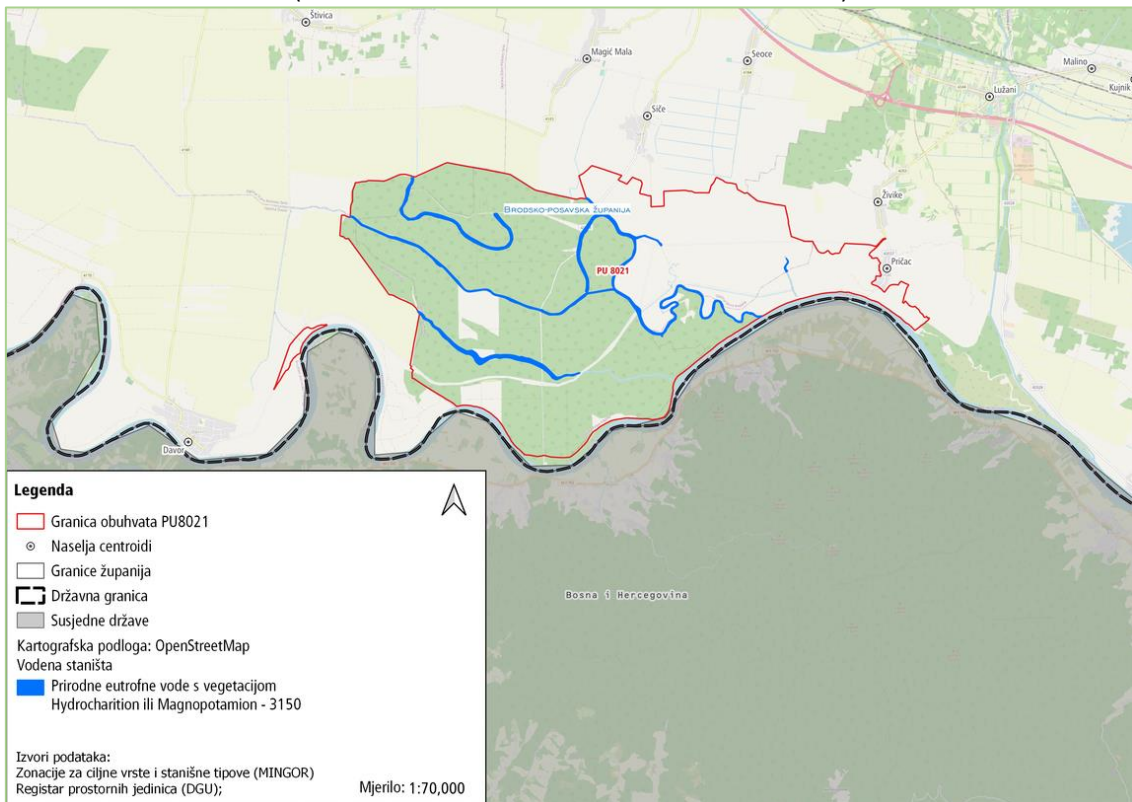 Štivica
Magić Mala
Seoce
Malino
Kujnik
Lužani
Siče
Živike
BRODSKO-POSAVSKA ŽUPANIJA
PU 8021
Pričac
Davor
Bosna i Hercegovina
Legenda
Granica obuhvata PU8021
Naselja centroidi
Granice županija
Državna granica
Susjedne države
Kartografska podloga: OpenStreetMap
Vodena staništa
Prirodne eutrofne vode s vegetacijom
Hydrocharition ili Magnopotamion - 3150
Izvori podataka:
Zonacije za ciljne vrste i stanišne tipove (MINGOR)
Registar prostornih jedinica (DGU);
Mjerilo: 1:70,000